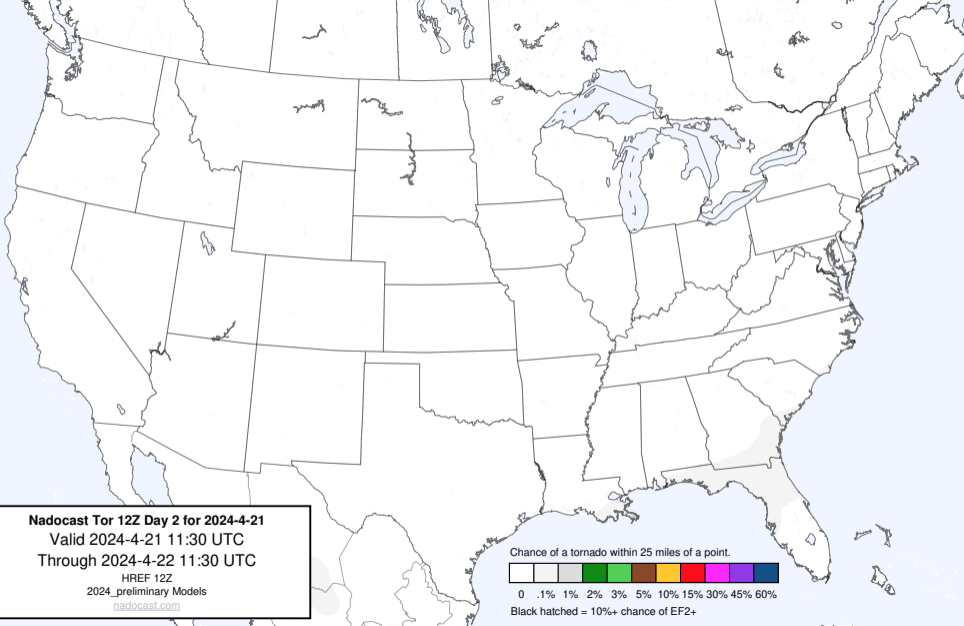 Nadocast Tor 12Z Day 2 for 2024-4-21
Valid 2024-4-21 11:30 UTC
Through 2024-4-22 11:30 UTC
HREF 12Z
2024_preliminary Models
nadocast.com
Chance of a tornado within 25 miles of a point.
0 .1% 1% 2% 3% 5% 10% 15% 30% 45% 60%
Black hatched = 10%+ chance of EF2+